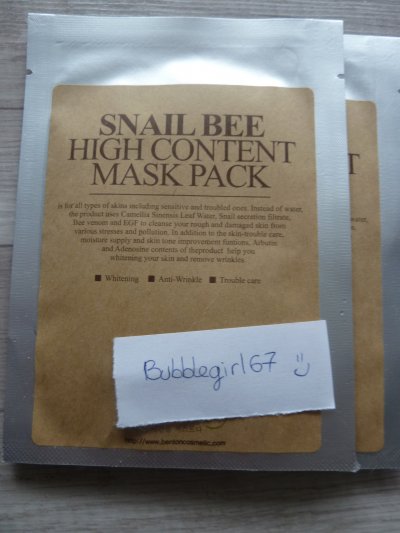 SNAIL BEE
HIGH CONTENT
MASK PACK
is for all types of skins including sensitive and troubled ones. Instead of water,
the product uses Camellia Sinensis Leaf Water, Snail secretion filtrate,
Bee venom and EGF to cleanse your rough and damaged skin from
various stresses and pollution. In addition to the skin-trouble care,
moisture supply and skin tone improvement funtions, Arbutin
and Adenosine contents of theproduct help you
whitening your skin and remove wrinkles.
■ Whitening ■ Anti-Wrinkle ■ Trouble care
Bubblegirl67 :)
http://www.bentoncosmetic.com
T